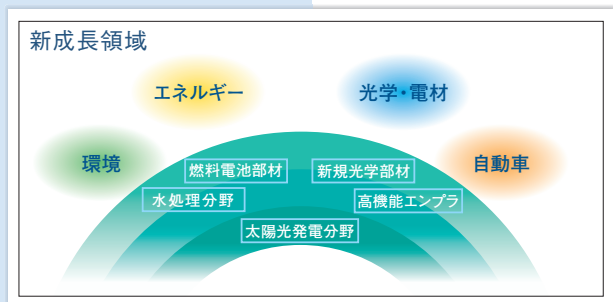 新成長領域
エネルギー
光学・電材
環境
自動車
燃料電池部材
新規光学部材
水処理分野
高機能エンプラ
太陽光発電分野